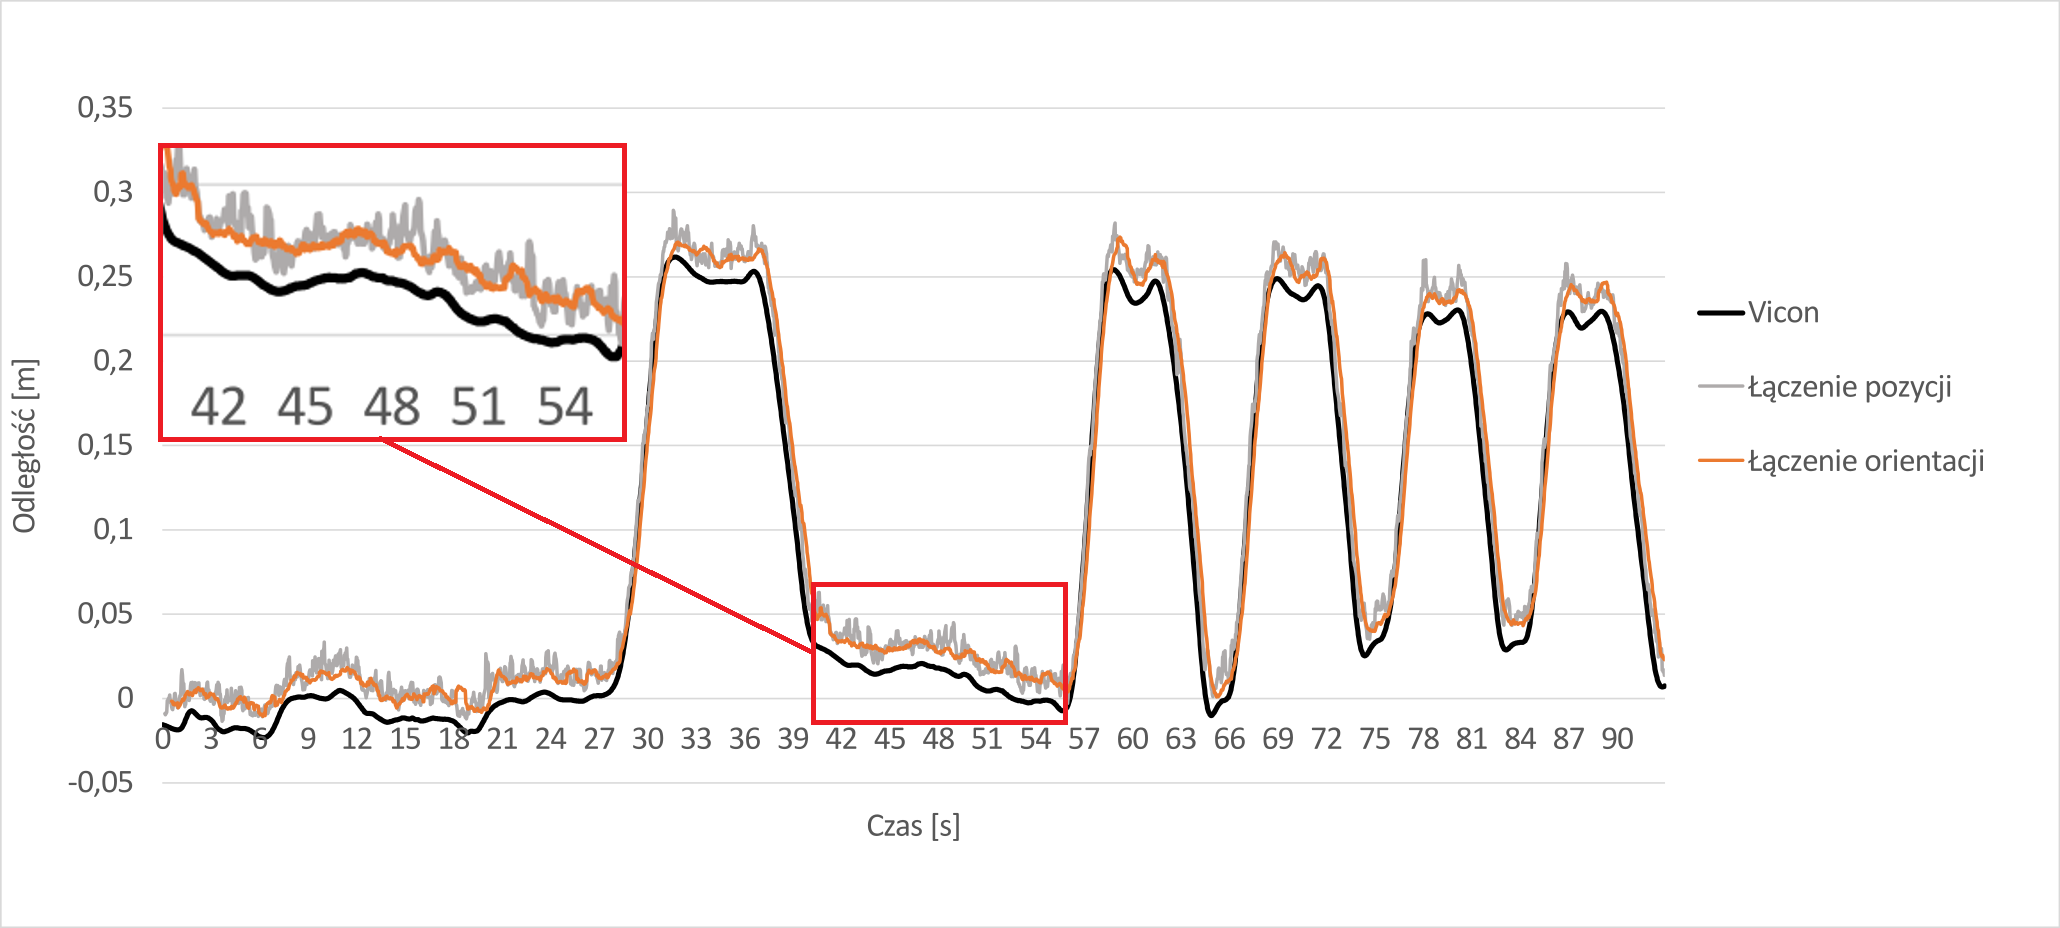 0,35
0,3
0,25
0,2
0,15
0,1
0,05
0
-0,05
Odległość [m]
42 45 48 51 54
0 3 6 9 12 15 18 21 24 27 30 33 36 39 42 45 48 51 54 57 60 63 66 69 72 75 78 81 84 87 90
Czas [s]
Vicon
Łączenie pozycji
Łączenie orientacji